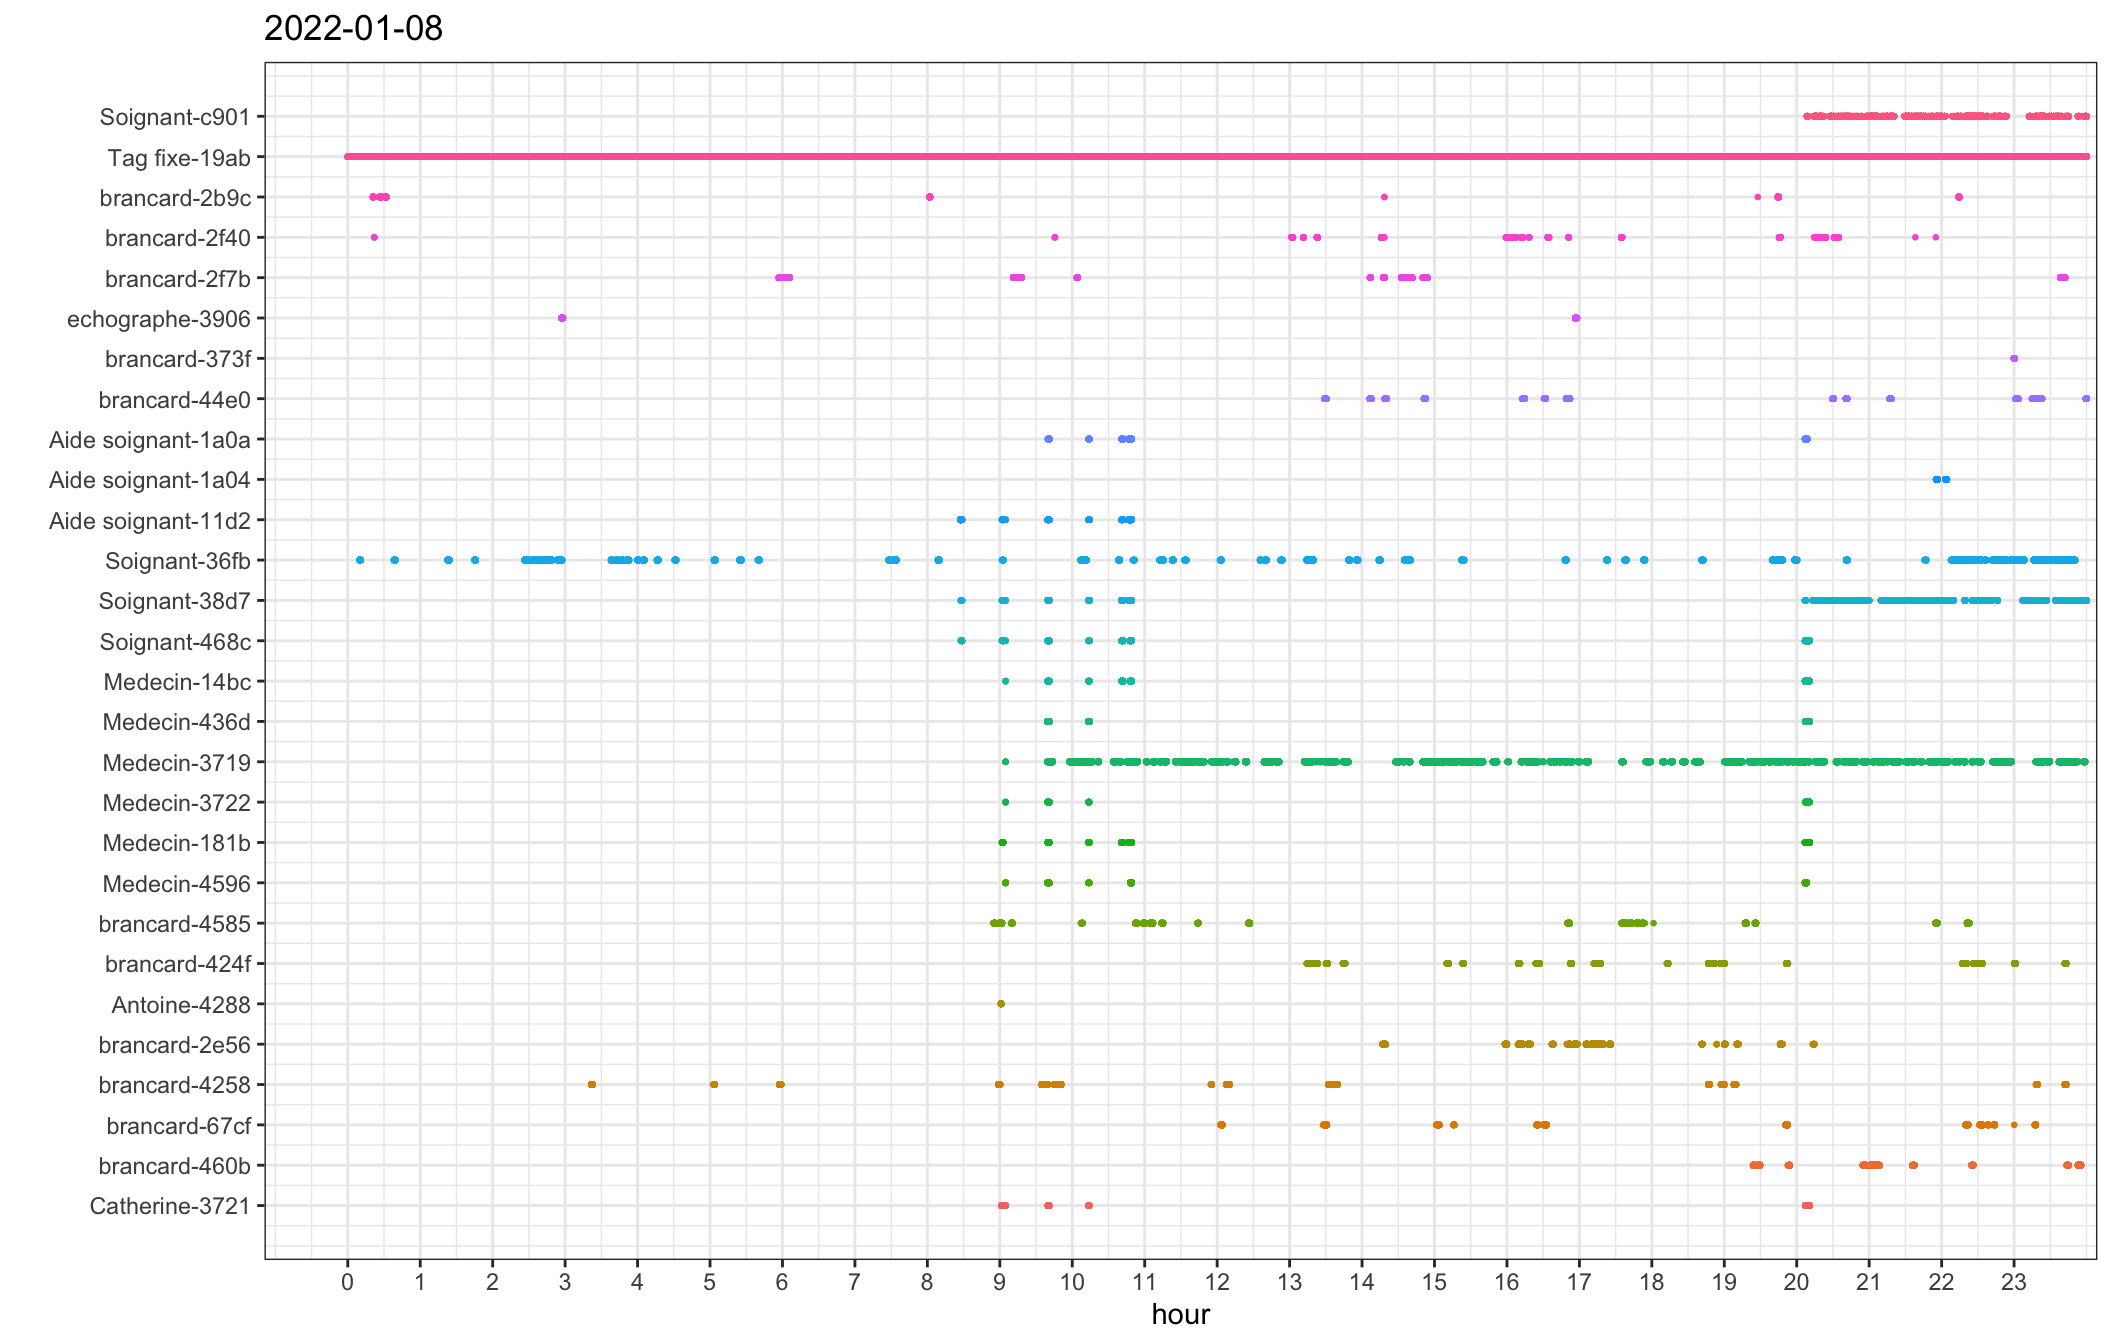 2022-01-08
Soignant-c901
Tag fixe-19ab
brancard-2b9c
brancard-2f40
brancard-2f7b
echographe-3906
brancard-373f
brancard-44e0
Aide soignant-1a0a
Aide soignant-1a04
Aide soignant-11d2
Soignant-36fb
Soignant-38d7
Soignant-468c
Medecin-14bc
Medecin-436d
Medecin-3719
Medecin-3722
Medecin-181b
Medecin-4596
brancard-4585
brancard-424f
Antoine-4288
brancard-2e56
brancard-4258
brancard-67cf
brancard-460b
Catherine-3721
0 1 2 3 4 5 6 7 8 9 10 11 12 13 14 15 16 17 18 19 20 21 22 23
hour